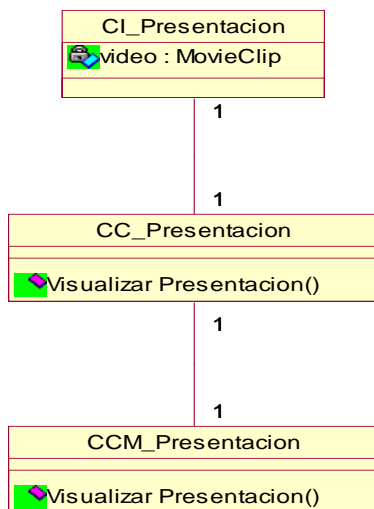 CI_Presentacion
video : MovieClip
1
1
CC_Presentacion
Visualizar Presentacion()
1
1
CCM_Presentacion
Visualizar Presentacion()